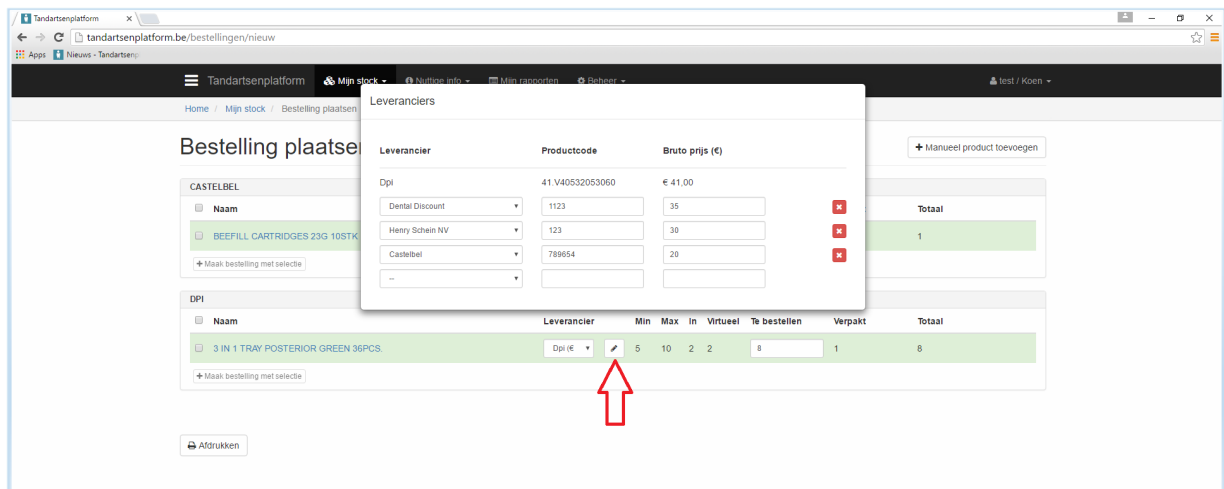 Tandartsenplatform
tandartsenplatform.be/bestellingen/nieuw
Apps Nieuws - Tandartsenp
Tandartsenplatform Mijn stock Nuttige info Mijn rapporten Beheer test / Koen
Home / Mijn stock / Bestelling plaatsen
Leveranciers
Bestelling plaatse
Manueel product toevoegen
Leverancier Productcode Bruto prijs (€)
Dpi 41.V40532053060 € 41,00
Dental Discount 1123 35
Henry Schein NV 123 30
Castelbel 789654 20
--
CASTELBEL
Naam Totaal
BEEFILL CARTRIDGES 23G 10STK 1
Maak bestelling met selectie
DPI
Naam Leverancier Min Max In Virtueel Te bestellen Verpakt Totaal
3 IN 1 TRAY POSTERIOR GREEN 36PCS. Dpi (€ 5 10 2 2 8 1 8
Maak bestelling met selectie
Afdrukken